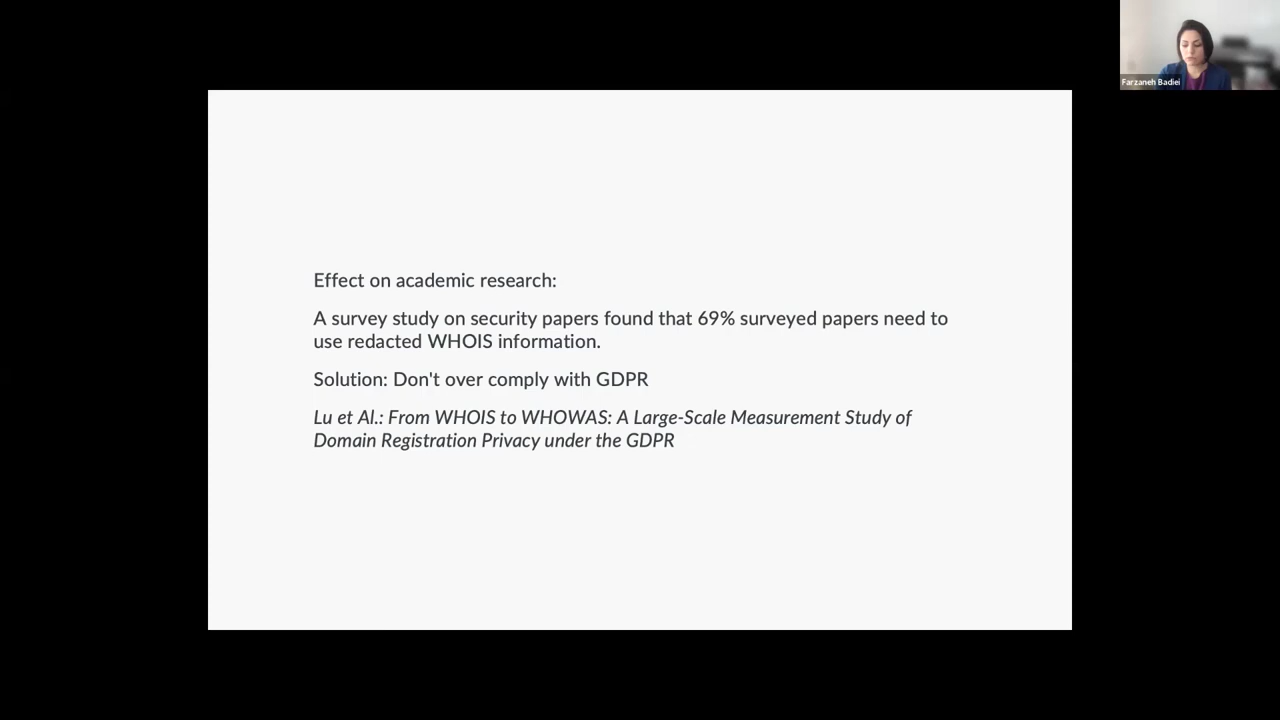 Farzaneh Badiei
Effect on academic research:
A survey study on security papers found that 69% surveyed papers need to
use redacted WHOIS information.
Solution: Don't over comply with GDPR
Lu et Al.: From WHOIS to WHOWAS: A Large-Scale Measurement Study of
Domain Registration Privacy under the GDPR